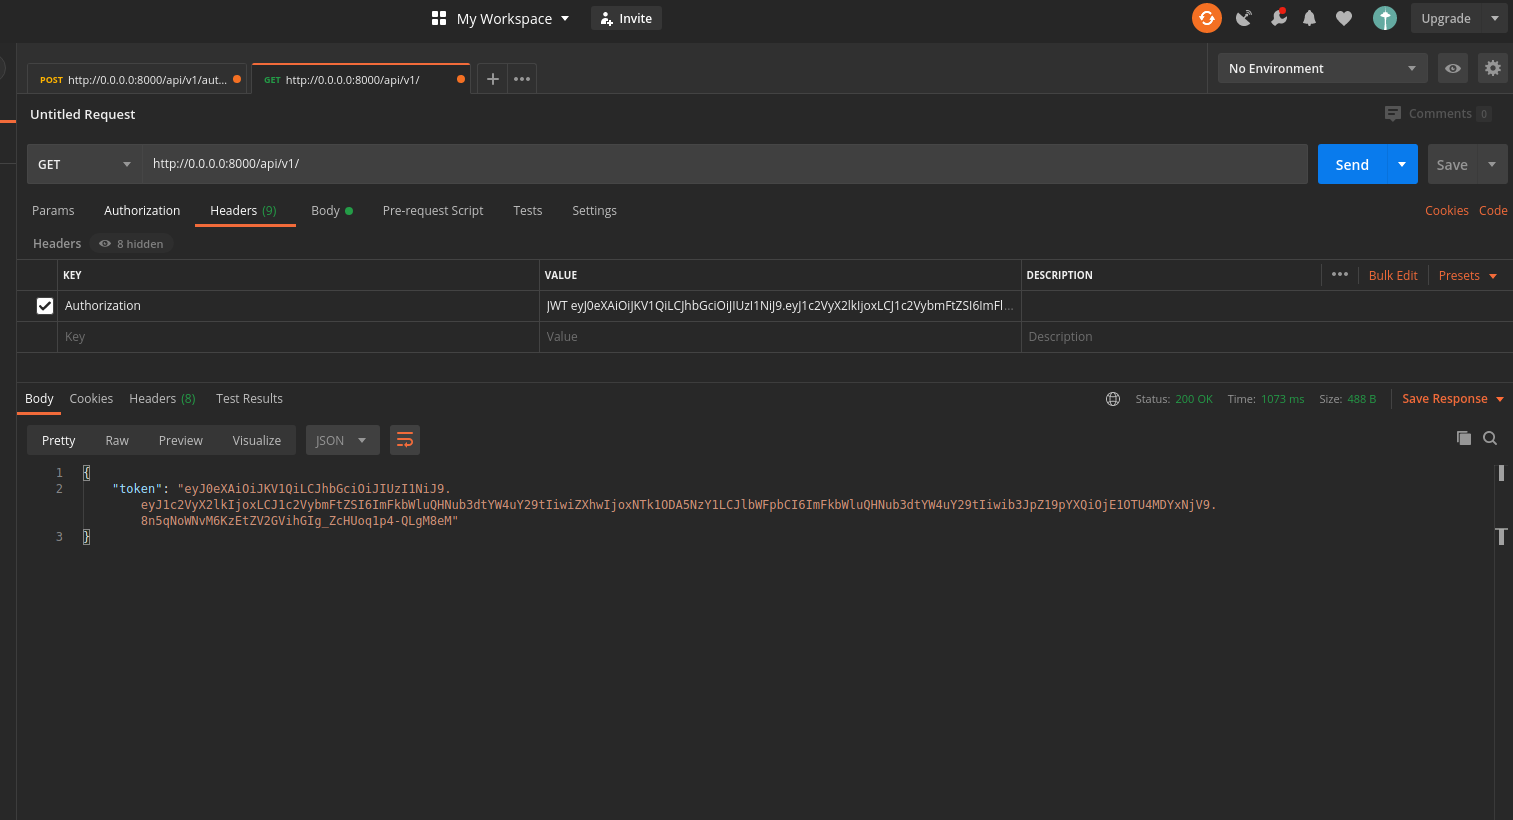 My Workspace
Invite
Upgrade
POST http://0.0.0.0:8000/api/v1/aut...
GET http://0.0.0.0:8000/api/v1/
No Environment
Untitled Request
Comments 0
GET
http://0.0.0.0:8000/api/v1/
Send
Save
Params Authorization Headers (9) Body Pre-request Script Tests Settings
Cookies Code
Headers 8 hidden
KEY VALUE DESCRIPTION
Bulk Edit Presets
Authorization JWT eyJ0eXAiOiJKV1QiLCJhbGciOiJIUzI1NiJ9.eyJ1c2VyX2lkIjoxLCJ1c2VybmFtZSI6ImFl...
Key Value Description
Body Cookies Headers (8) Test Results
Status: 200 OK Time: 1073 ms Size: 488 B Save Response
Pretty Raw Preview Visualize JSON
1 {
2 "token": "eyJ0eXAiOiJKV1QiLCJhbGciOiJIUzI1NiJ9.
eyJ1c2VyX2lkIjoxLCJ1c2VybmFtZSI6ImFkbWluQHNub3dtYW4uY29tIiwiZXhwIjoxNTk1ODA5NzY1LCJlbWFpbCI6ImFkbWluQHNub3dtYW4uY29tIiwib3JpZ19pYXQiOjE1OTU4MDYxNjV9.
8n5qNoWNvM6KzEtZV2GVihGIg_ZcHUoq1p4-QLgM8eM"
3 }